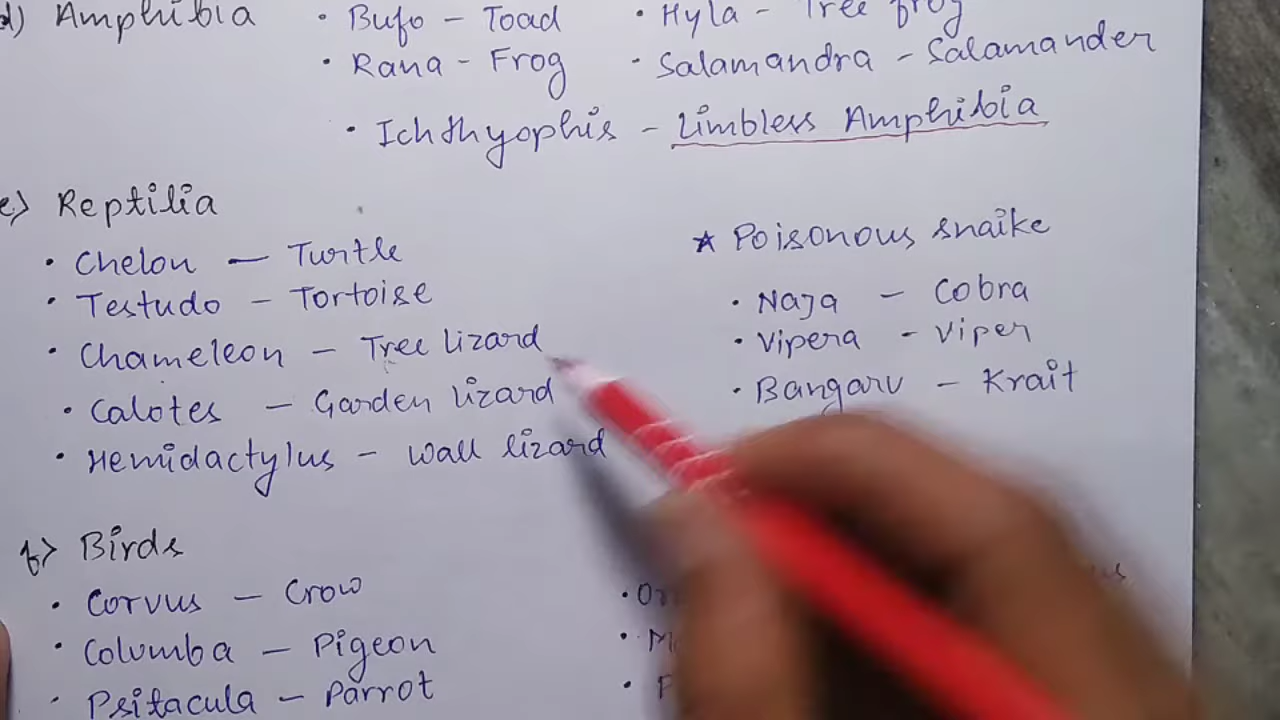 d) Amphibia • Bufo - Toad • Hyla - Tree frog
• Rana - Frog • Salamandra - Salamander
• Ichthyophis - Limbless Amphibia
e) Reptilia
• Chelon — Turtle
• Testudo - Tortoise
• Chameleon - Tree lizard
• Calotes - Garden lizard
• Hemidactylus - Wall lizard
★ Poisonous snaike
• Naja - Cobra
• Vipera - Viper
• Bangaru - Krait
f) Birds
• Corvus - Crow
• Columba - Pigeon
• Psitacula - Parrot